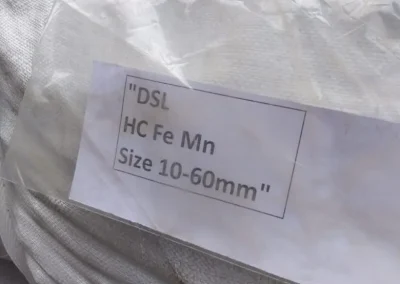 "DSL
HC Fe Mn
Size 10-60mm"